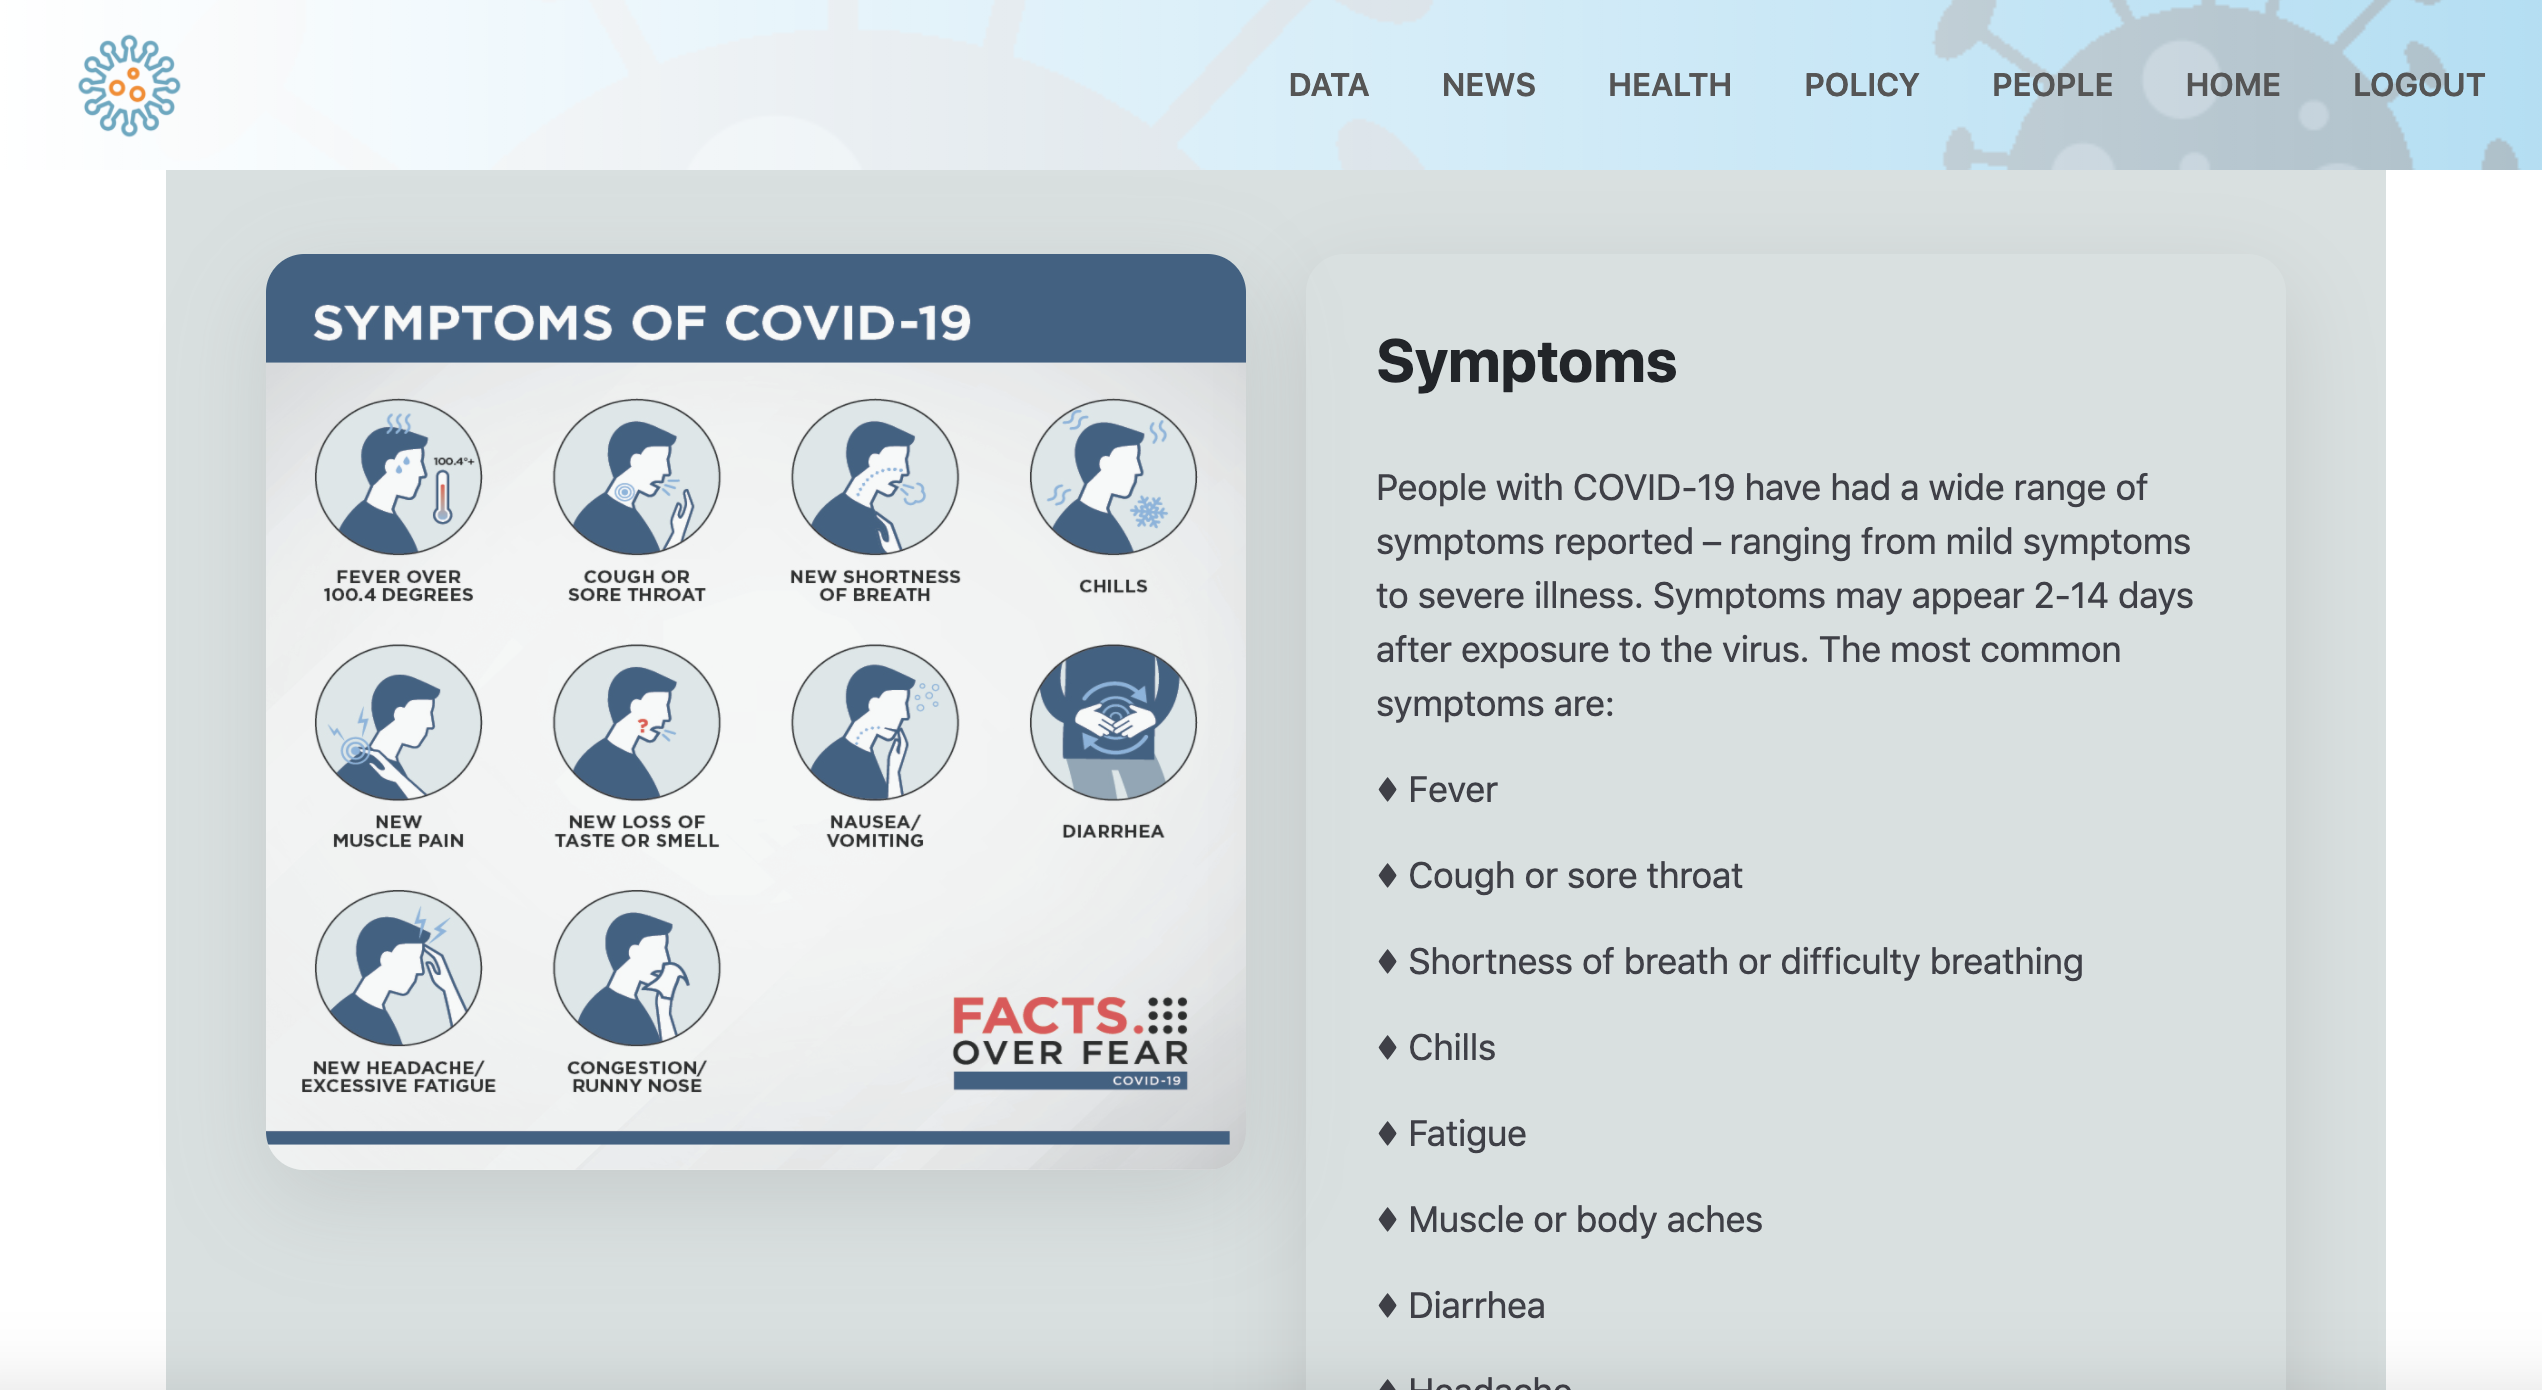 DATA NEWS HEALTH POLICY PEOPLE HOME LOGOUT
SYMPTOMS OF COVID-19
100.4°+
FEVER OVER
100.4 DEGREES
COUGH OR
SORE THROAT
NEW SHORTNESS
OF BREATH
CHILLS
?
NEW
MUSCLE PAIN
NEW LOSS OF
TASTE OR SMELL
NAUSEA/
VOMITING
DIARRHEA
NEW HEADACHE/
EXCESSIVE FATIGUE
CONGESTION/
RUNNY NOSE
FACTS.
OVER FEAR
COVID-19
Symptoms
People with COVID-19 have had a wide range of
symptoms reported – ranging from mild symptoms
to severe illness. Symptoms may appear 2-14 days
after exposure to the virus. The most common
symptoms are:
♦ Fever
♦ Cough or sore throat
♦ Shortness of breath or difficulty breathing
♦ Chills
♦ Fatigue
♦ Muscle or body aches
♦ Diarrhea
♦ Headache